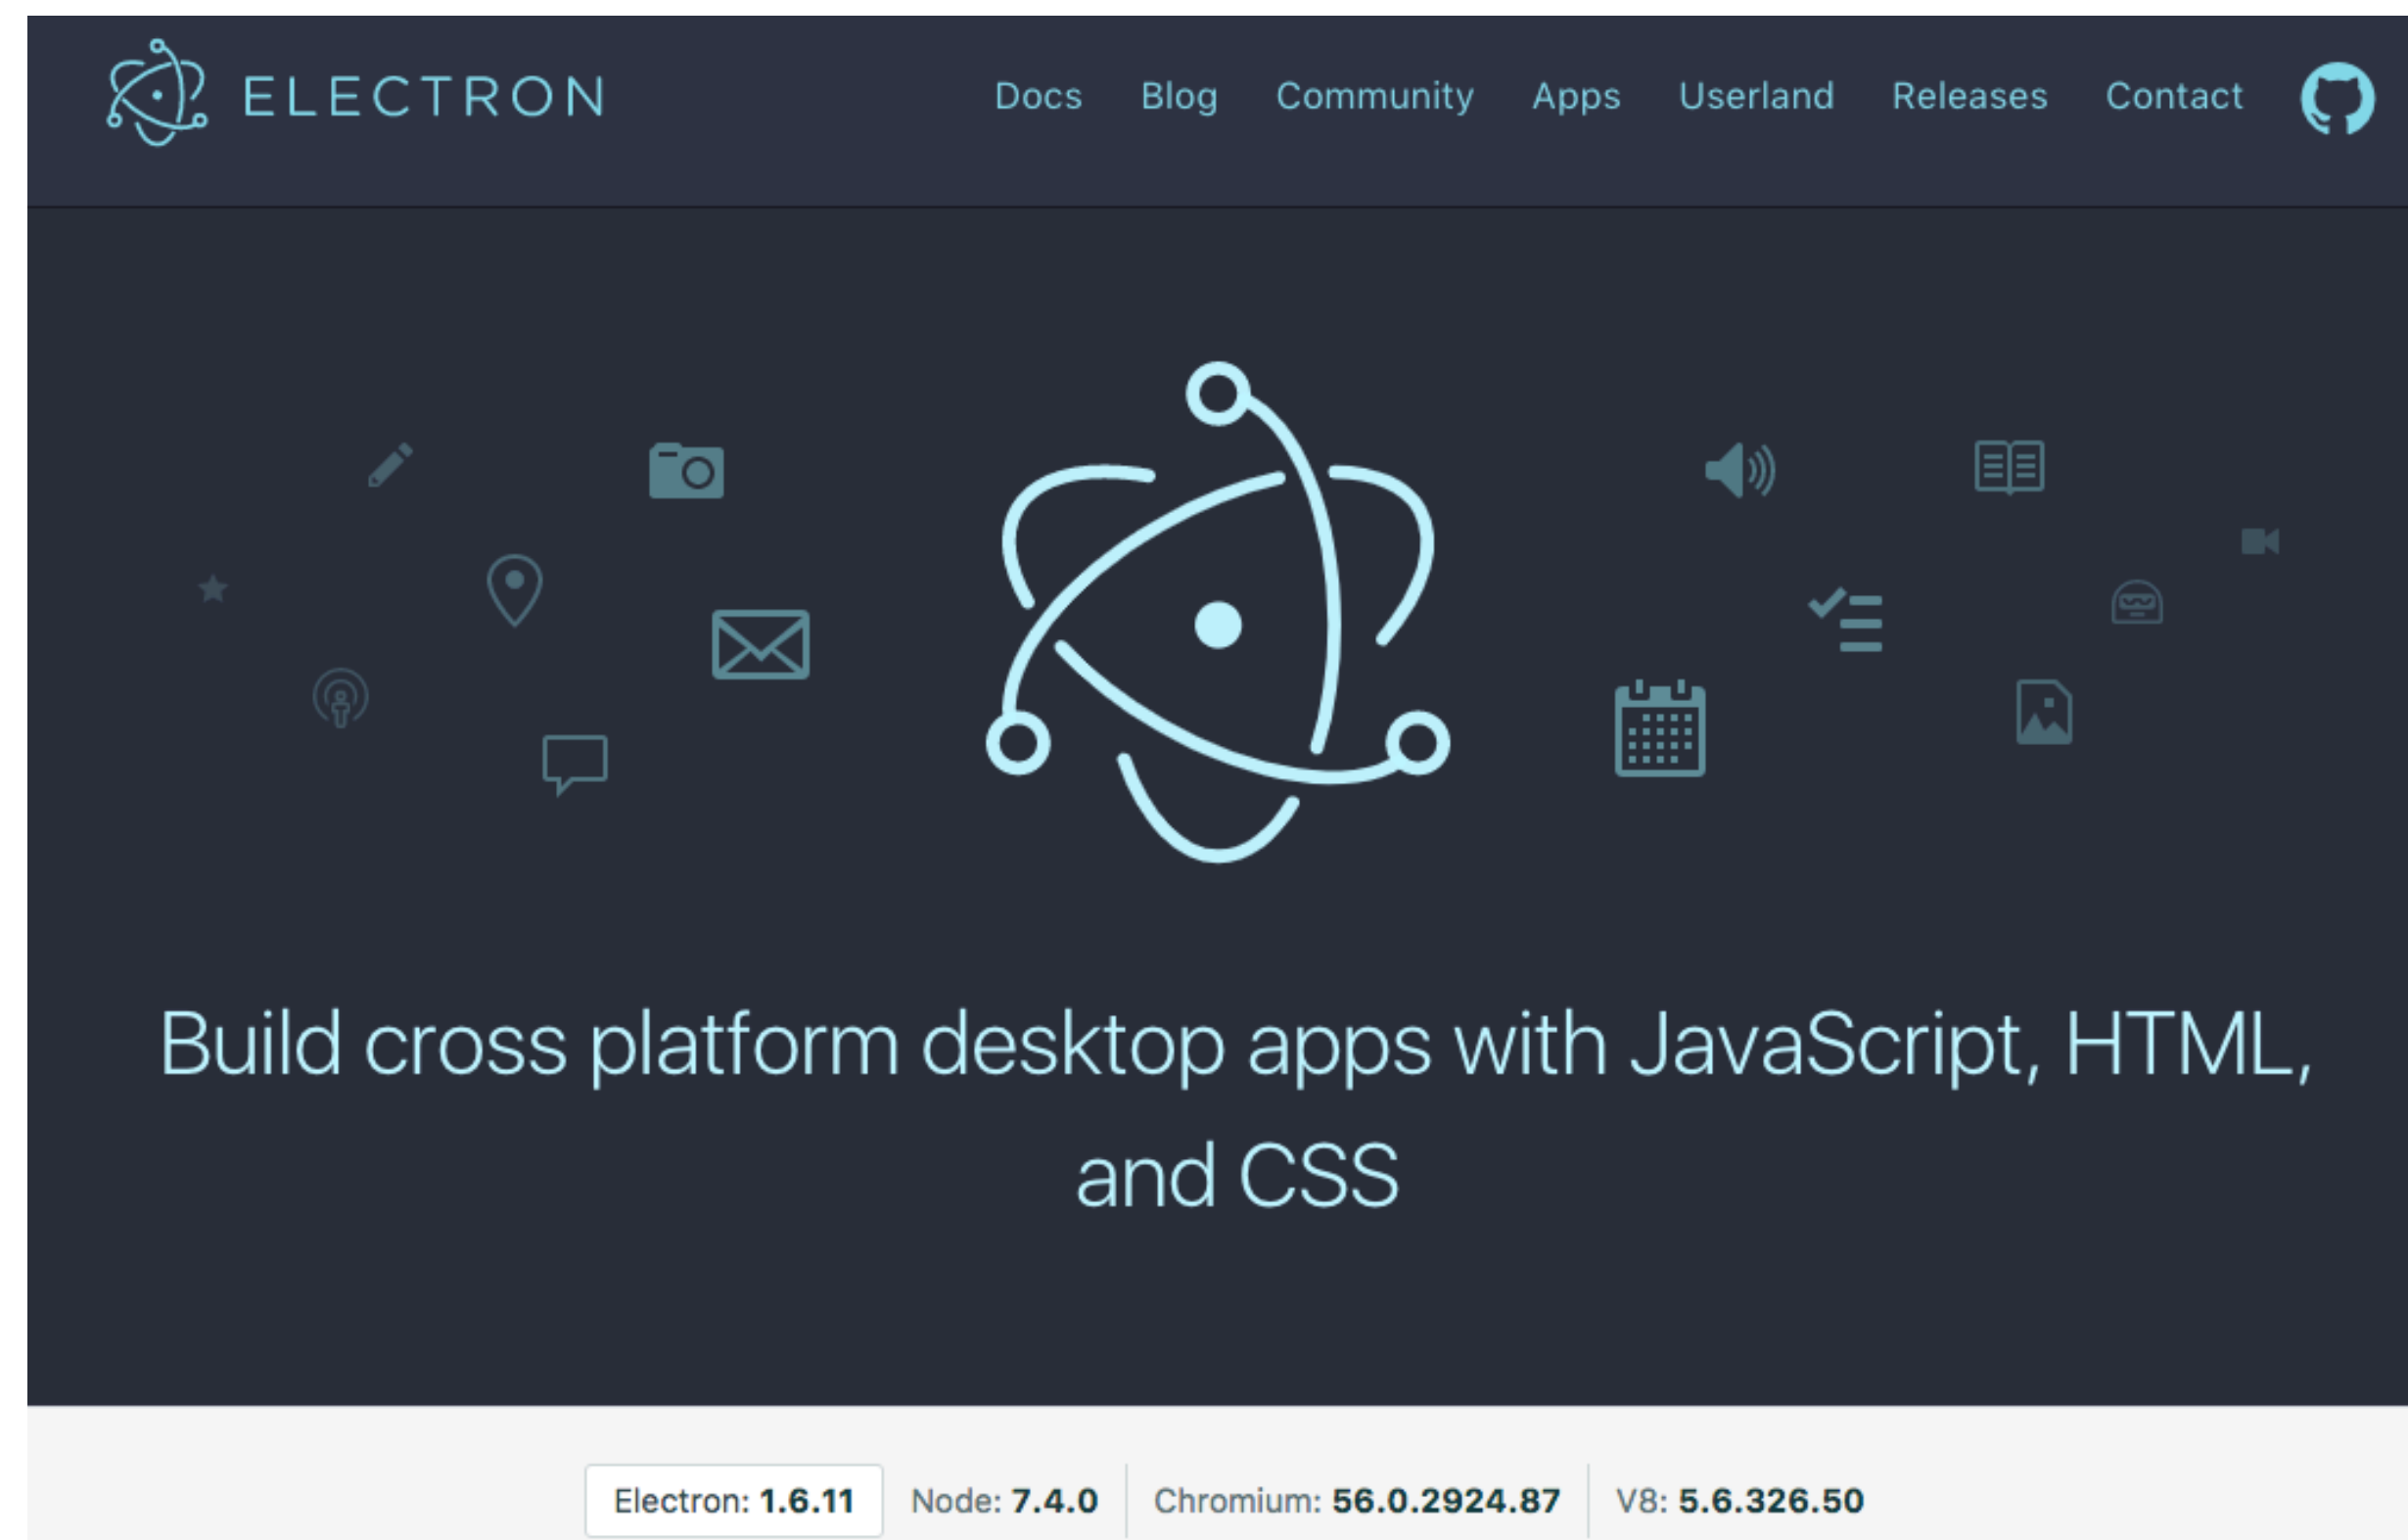 ELECTRON Docs Blog Community Apps Userland Releases Contact
Build cross platform desktop apps with JavaScript, HTML,
and CSS
Electron: 1.6.11 Node: 7.4.0 Chromium: 56.0.2924.87 V8: 5.6.326.50